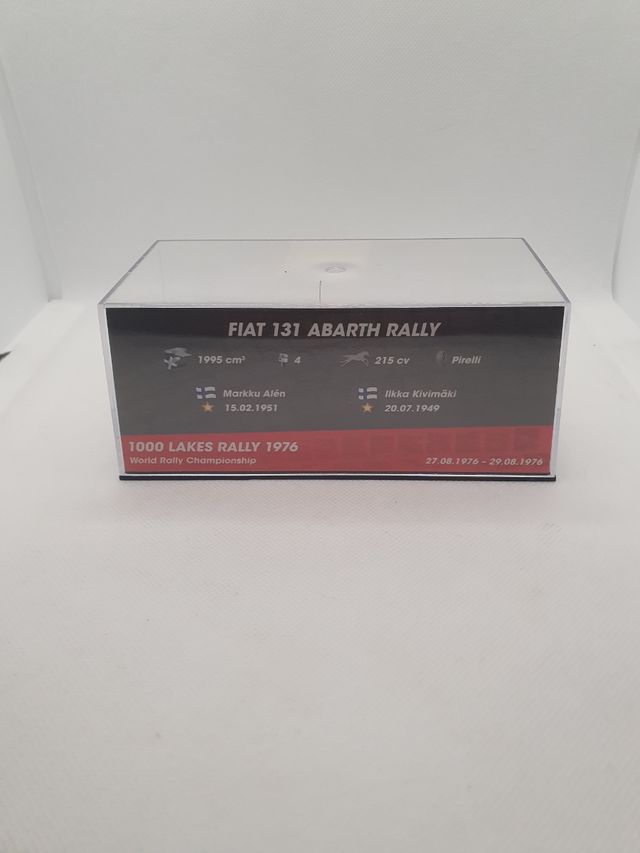 FIAT 131 ABARTH RALLY
1995 cm³ 4 215 cv Pirelli
Markku Alén Ilkka Kivimäki
15.02.1951 20.07.1949
1000 LAKES RALLY 1976
World Rally Championship 27.08.1976 - 29.08.1976